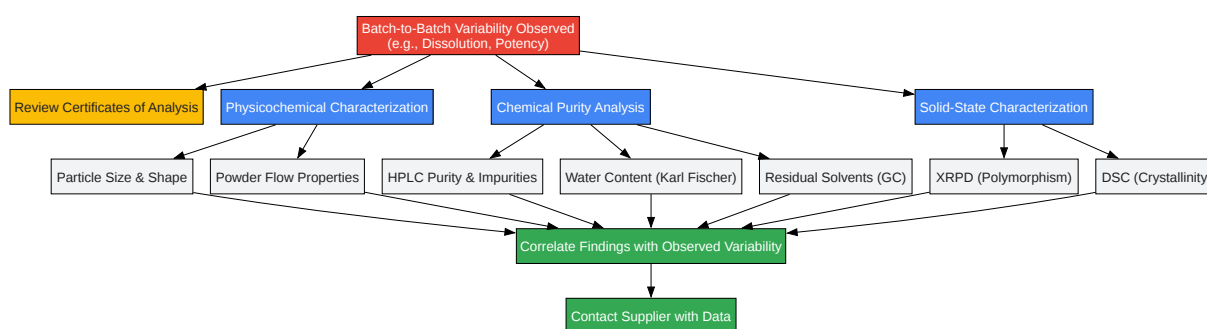 Batch-to-Batch Variability Observed
(e.g., Dissolution, Potency)
Review Certificates of Analysis
Physicochemical Characterization
Chemical Purity Analysis
Solid-State Characterization
Particle Size & Shape
Powder Flow Properties
HPLC Purity & Impurities
Water Content (Karl Fischer)
Residual Solvents (GC)
XRPD (Polymorphism)
DSC (Crystallinity
Correlate Findings with Observed Variability
Contact Supplier with Data